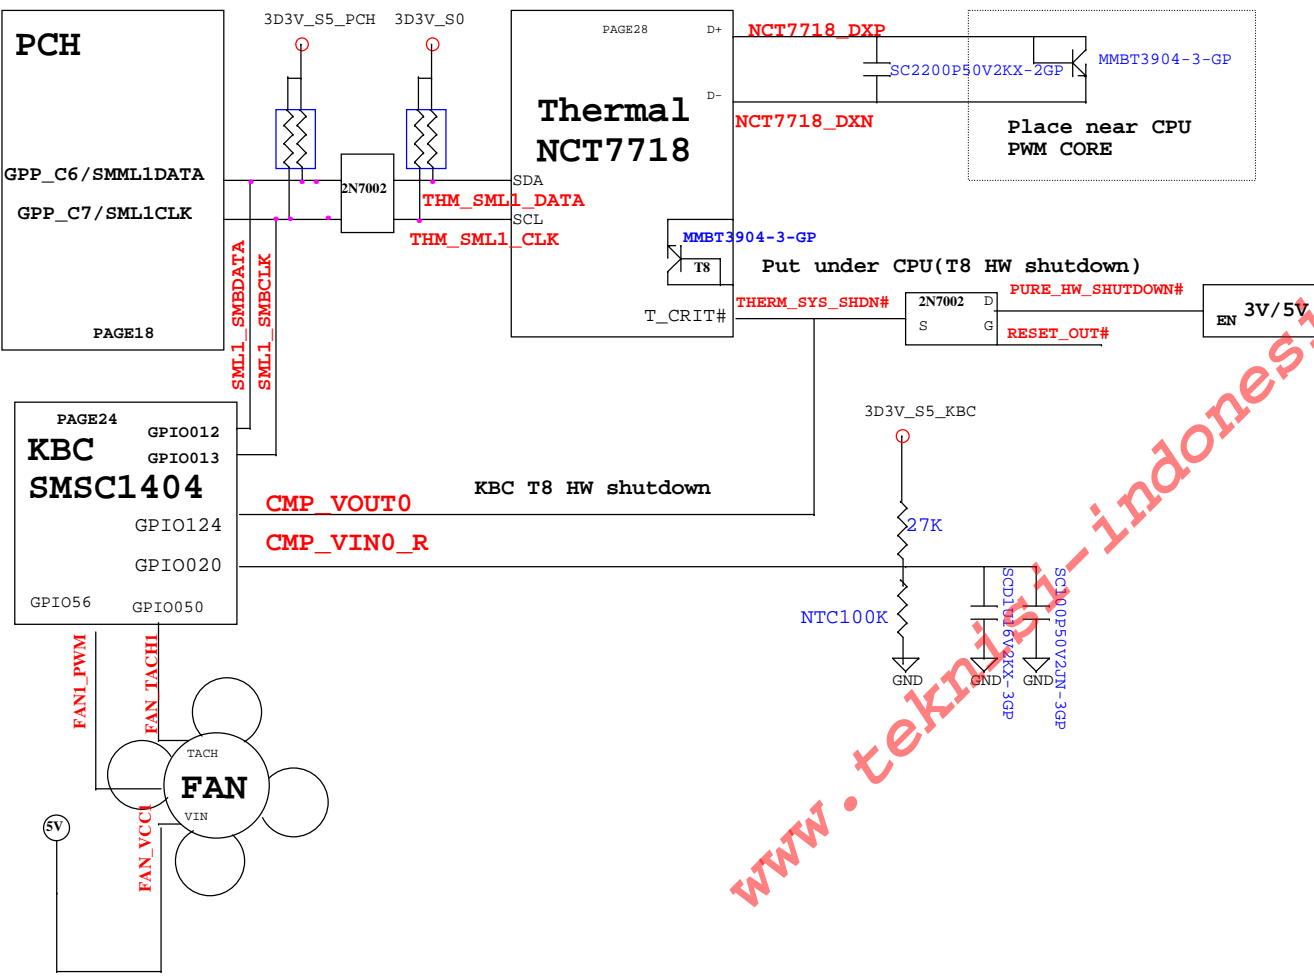 3D3V_S5_PCH
3D3V_S0
PCH
GPP_C6/SMML1DATA
GPP_C7/SML1CLK
PAGE18
2N7002
PAGE28
D+
D-
Thermal
NCT7718
SDA
SCL
THM_SML1_DATA
THM_SML1_CLK
NCT7718_DXP
NCT7718_DXN
SC2200P50V2KX-2GP
MMBT3904-3-GP
Place near CPU
PWM CORE
MMBT3904-3-GP
T8
Put under CPU(T8 HW shutdown)
T_CRIT#
THERM_SYS_SHDN#
2N7002
D
S
G
PURE_HW_SHUTDOWN#
RESET_OUT#
EN
3V/5V
SML1_SMBDATA
SML1_SMBCLK
PAGE24
KBC
SMSC1404
GPIO12
GPIO013
GPIO124
GPIO020
GPIO56
GPIO050
CMP_VOUT0
CMP_VIN0_R
KBC T8 HW shutdown
3D3V_S5_KBC
27K
NTC100K
GND
GND
GND
SCD1U16V2KX-3GP
SC100P50V2JN-3GP
FAN1_PWM
FAN_TACH1
FAN_VCC1
TACH
FAN
VIN
5V
www.teknisi-indonesi